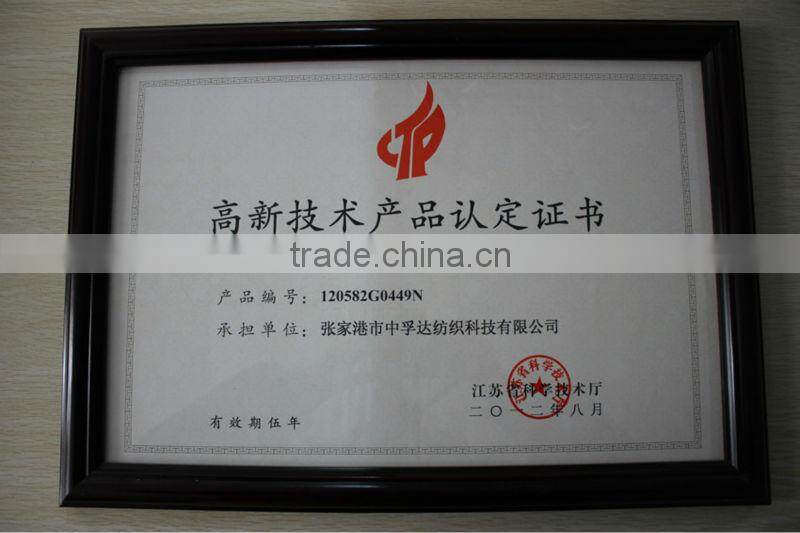 CTP
高新技术产品认定证书
trade.china.cn
产品编号：120582G0449N
承担单位：张家港市中孚达纺织科技有限公司
江苏省科学技术厅
二〇一二年八月
有效期伍年